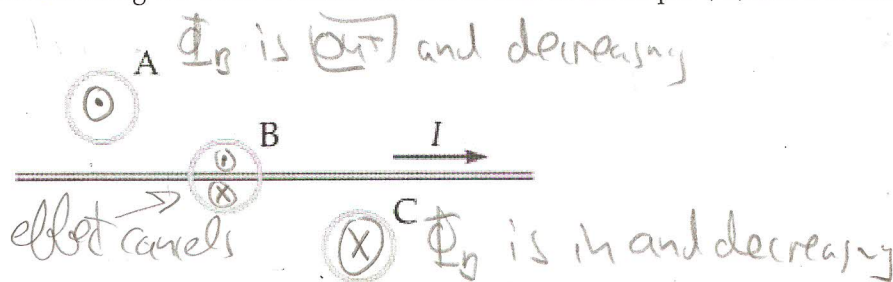 A Φ_B is out and decreasing
B
I
effect cancels
C Φ_B is in and decreasing